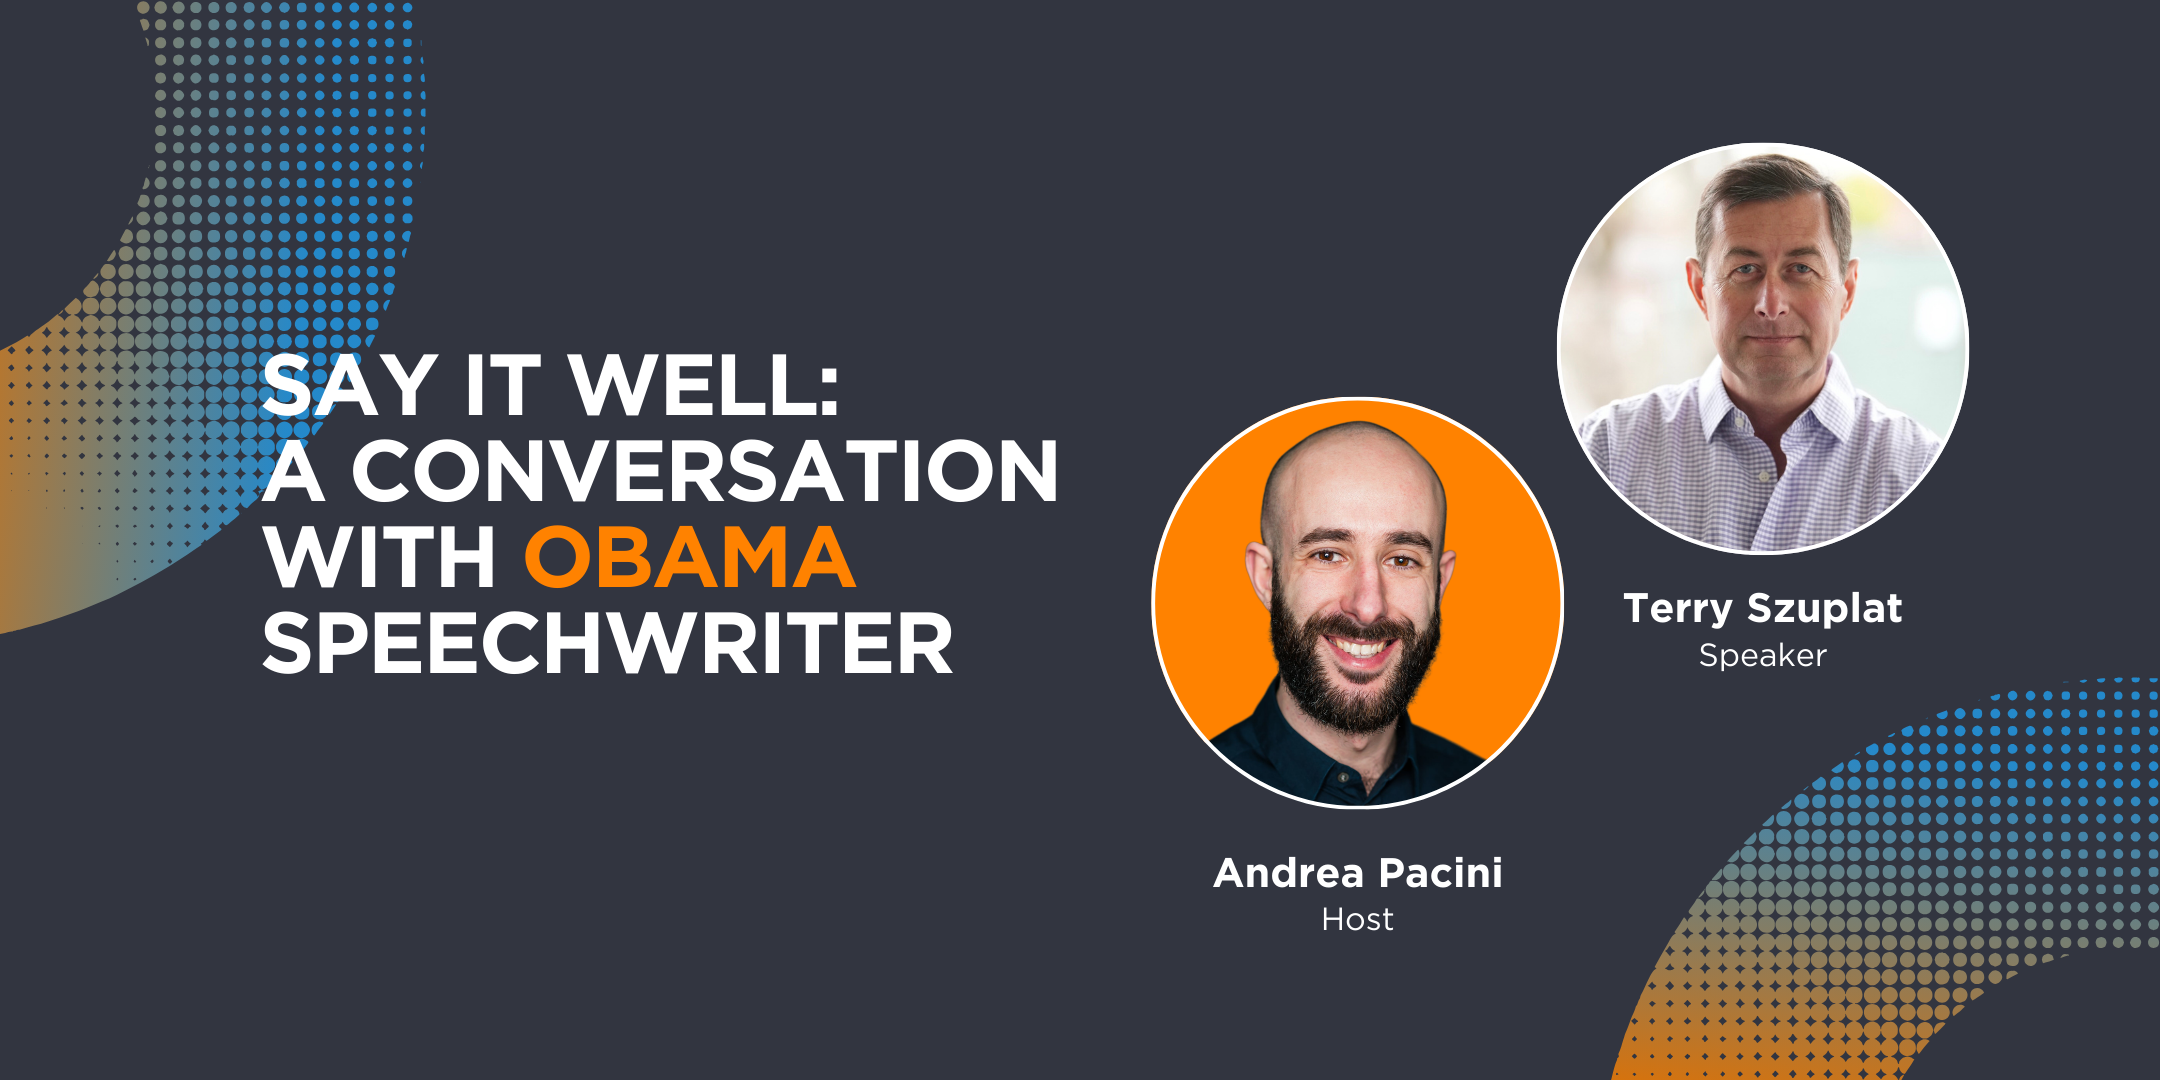 SAY IT WELL:
A CONVERSATION
WITH OBAMA
SPEECHWRITER
Terry Szuplat
Speaker
Andrea Pacini
Host